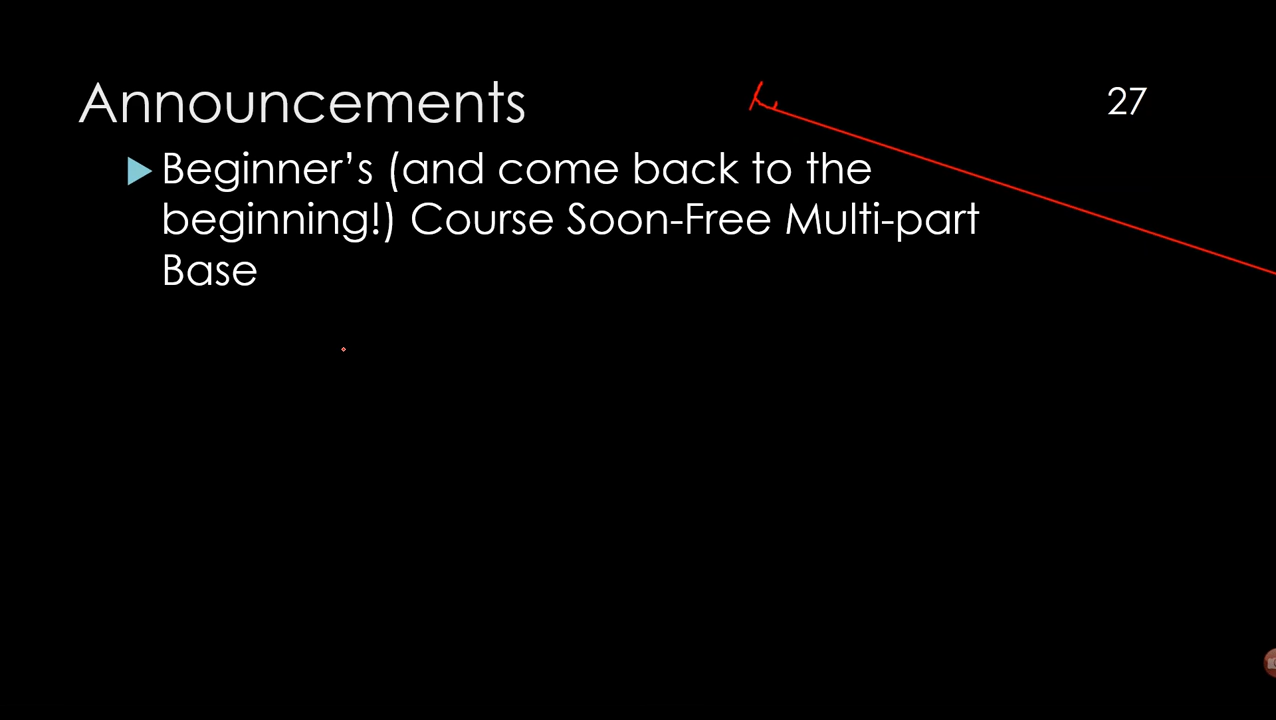 Announcements
27
Beginner’s (and come back to the
beginning!) Course Soon-Free Multi-part
Base